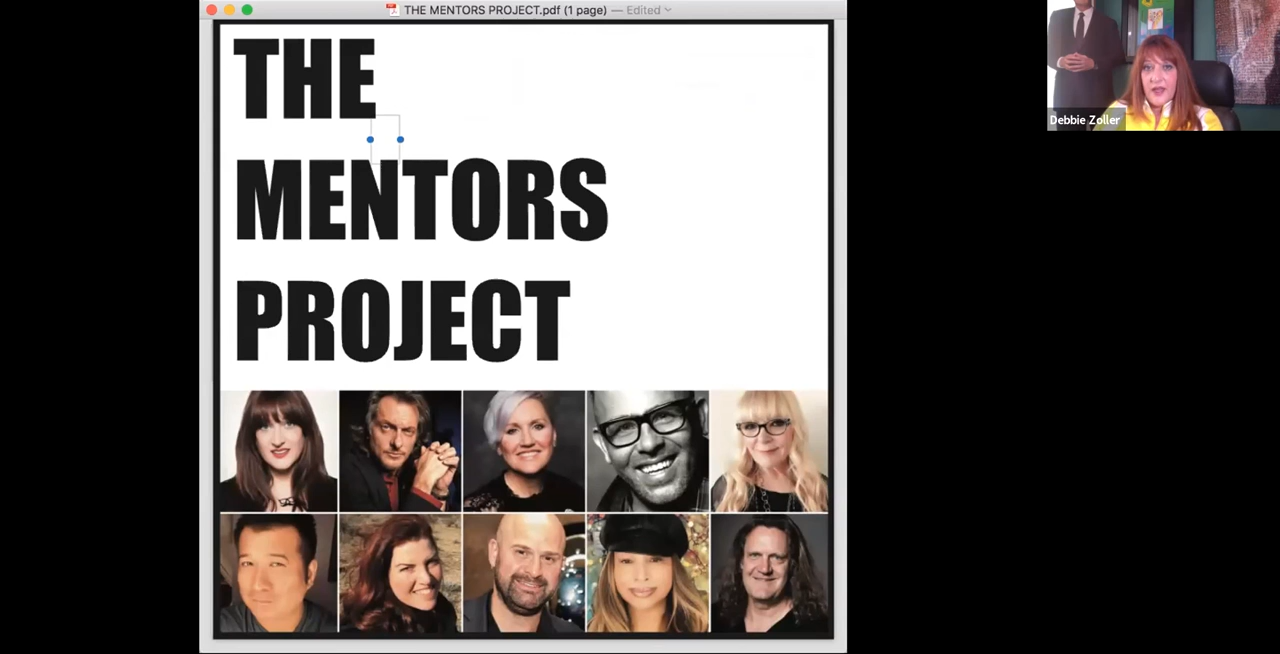 THE MENTORS PROJECT.pdf (1 page) — Edited
THE
MENTORS
PROJECT
Debbie Zoller